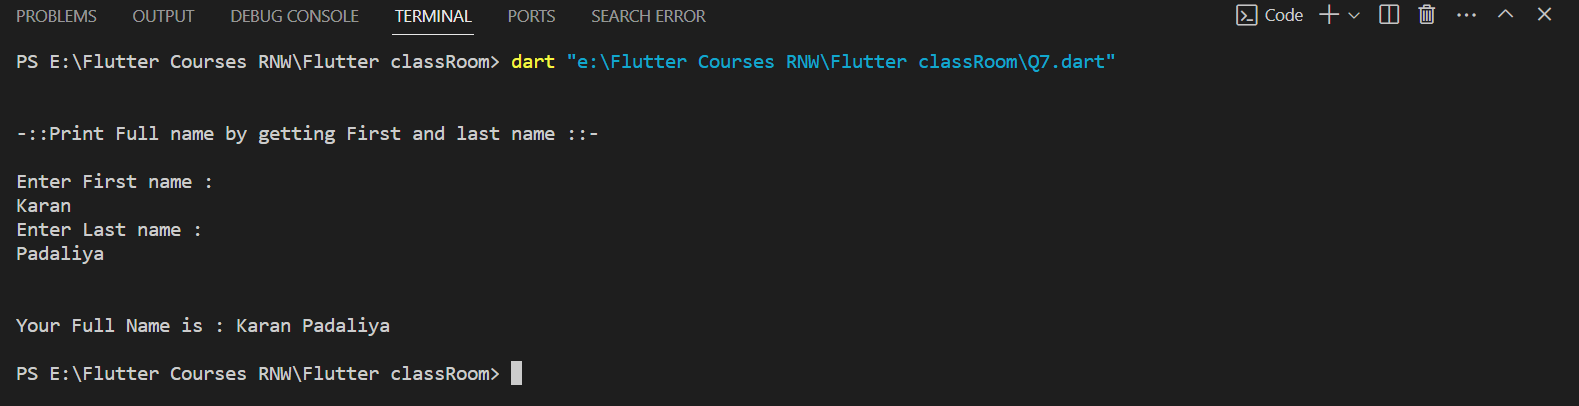 PROBLEMS OUTPUT DEBUG CONSOLE TERMINAL PORTS SEARCH ERROR Code
PS E:\Flutter Courses RNW\Flutter classRoom> dart "e:\Flutter Courses RNW\Flutter classRoom\Q7.dart"
-::Print Full name by getting First and last name ::-
Enter First name :
Karan
Enter Last name :
Padaliya
Your Full Name is : Karan Padaliya
PS E:\Flutter Courses RNW\Flutter classRoom>